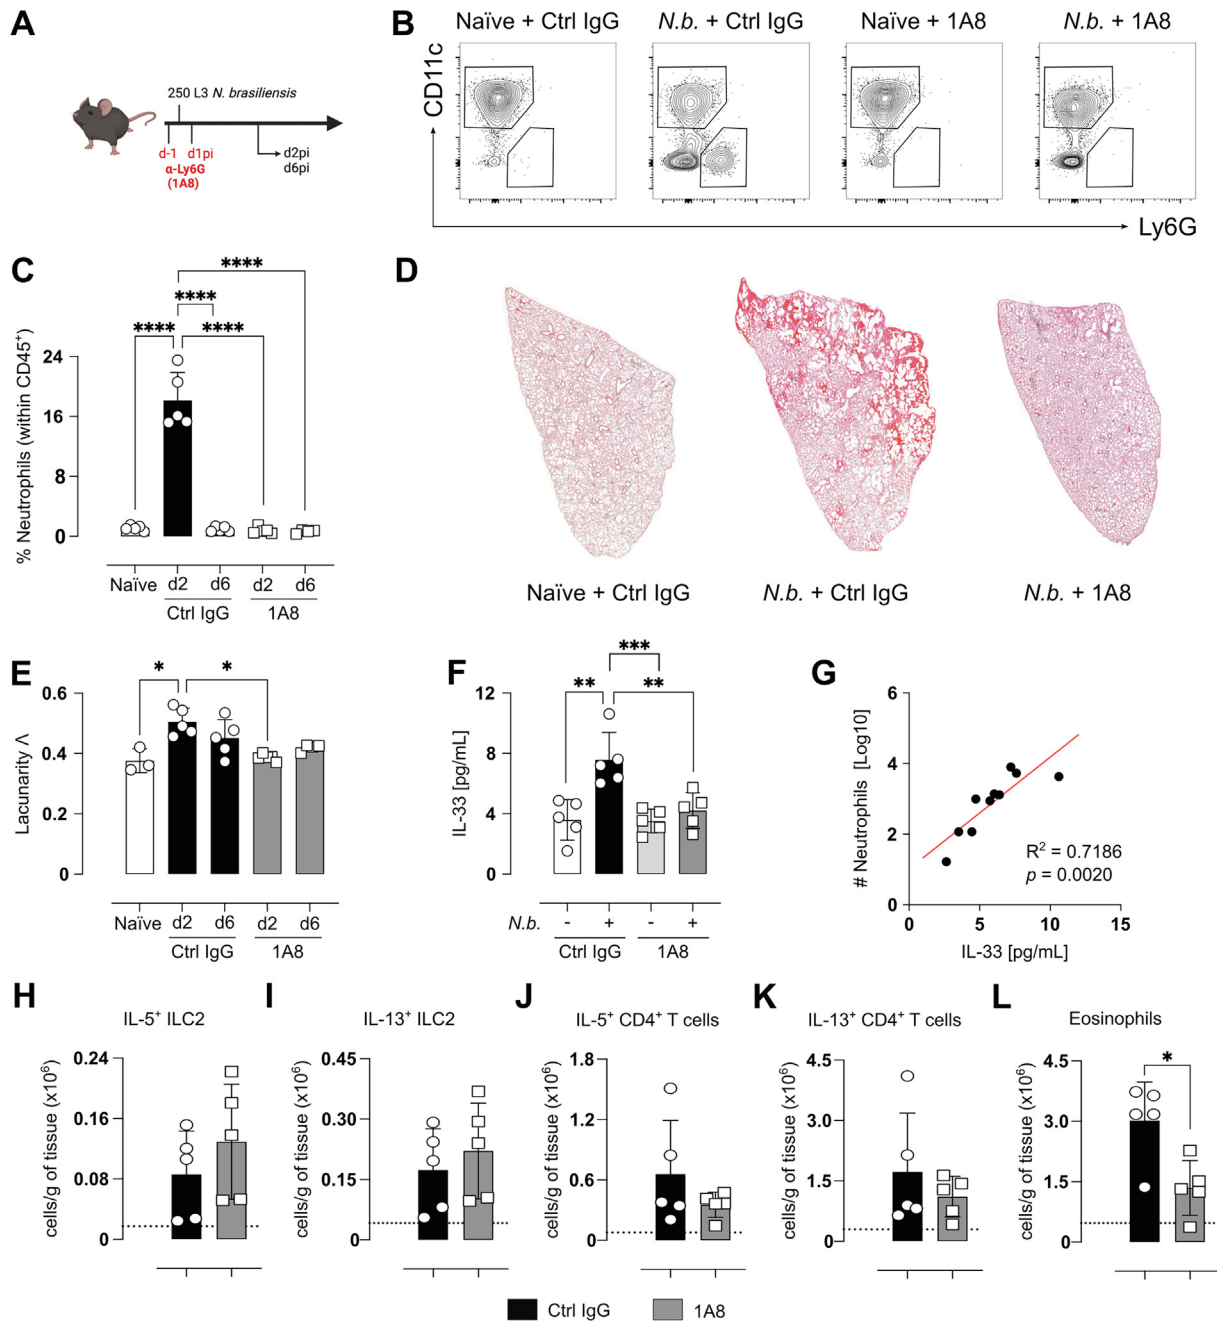 A
250 L3 N. brasiliensis
d-1 d1pi
α-Ly6G
(1A8)
d2pi
d6pi
B
Naïve + Ctrl IgG N.b. + Ctrl IgG Naïve + 1A8 N.b. + 1A8
CD11c
Ly6G
C
% Neutrophils (within CD45+)
**** **** **** ****
24
16
8
0
Naïve d2 d6 d2 d6
Ctrl IgG 1A8
D
Naïve + Ctrl IgG N.b. + Ctrl IgG N.b. + 1A8
E
Lacunarity Λ
* *
0.6
0.4
0.2
0
Naïve d2 d6 d2 d6
Ctrl IgG 1A8
F
IL-33 [pg/mL]
*** ** **
12
8
4
0
N.b. - + - +
Ctrl IgG 1A8
G
# Neutrophils [Log10]
6
4
2
0
R² = 0.7186
p = 0.0020
0 5 10 15
IL-33 [pg/mL]
H
IL-5⁺ ILC2
cells/g of tissue (x10⁶)
0.24
0.16
0.08
0
I
IL-13⁺ ILC2
cells/g of tissue (x10⁶)
0.45
0.30
0.15
0
J
IL-5⁺ CD4⁺ T cells
cells/g of tissue (x10⁶)
1.8
1.2
0.6
0
K
IL-13⁺ CD4⁺ T cells
cells/g of tissue (x10⁶)
4.5
3.0
1.5
0
L
Eosinophils
cells/g of tissue (x10⁶)
*
4.5
3.0
1.5
0
Ctrl IgG 1A8